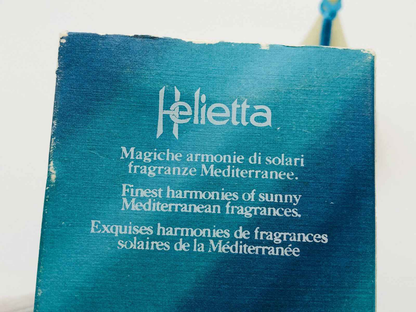 Helietta
Magiche armonie di solari
fragranze Mediterranee.
Finest harmonies of sunny
Mediterranean fragrances.
Exquises harmonies de fragrances
solaires de la Méditerranée